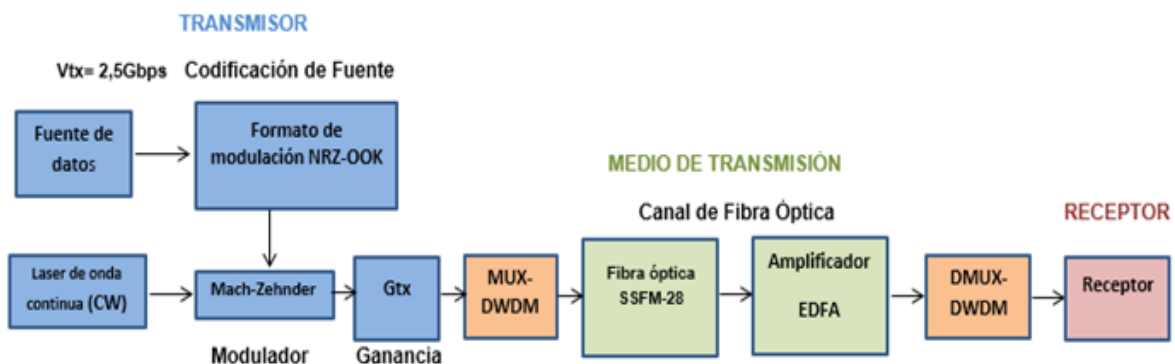 TRANSMISOR
Vtx= 2,5Gbps Codificación de Fuente
Fuente de
datos
Formato de
modulación NRZ-OOK
MEDIO DE TRANSMISIÓN
Canal de Fibra Óptica
RECEPTOR
Laser de onda
continua (CW)
Mach-Zehnder
Gtx
MUX-
DWDM
Fibra óptica
SSFM-28
Amplificador
EDFA
DMUX-
DWDM
Receptor
Modulador
Ganancia